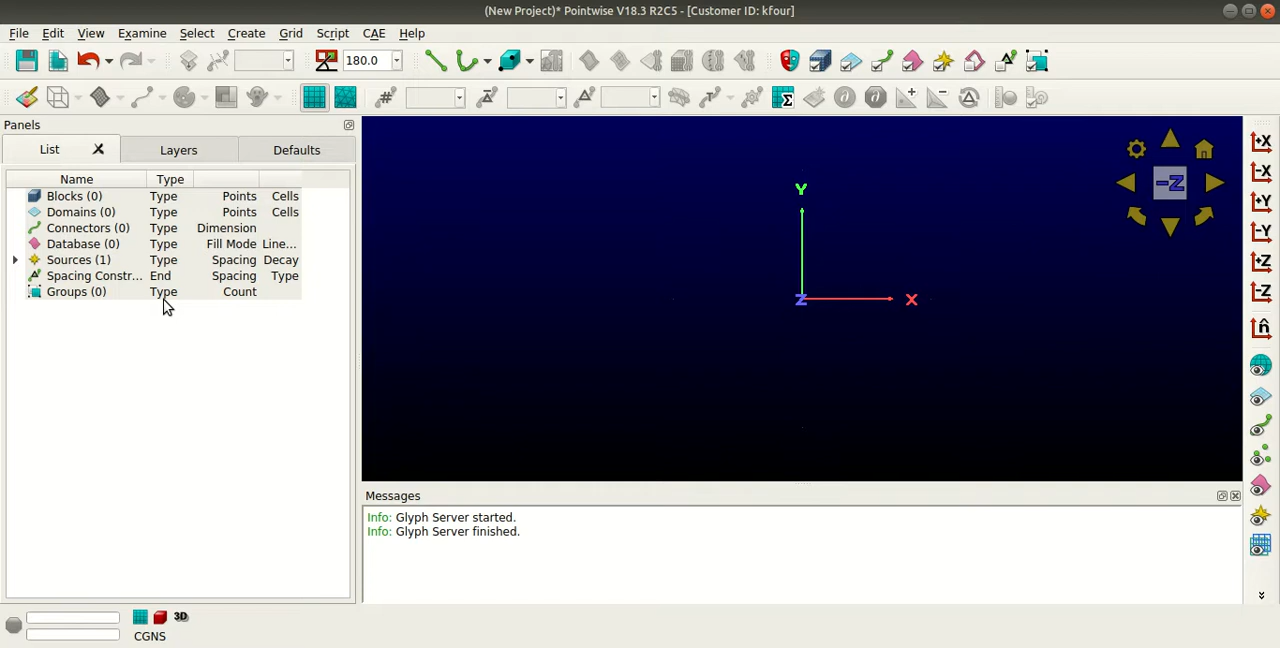 (New Project)* Pointwise V18.3 R2C5 - [Customer ID: kfour]
File Edit View Examine Select Create Grid Script CAE Help
180.0
Panels
List Layers Defaults
Name Type
Blocks (0) Type Points Cells
Domains (0) Type Points Cells
Connectors (0) Type Dimension
Database (0) Type Fill Mode Line...
Sources (1) Type Spacing Decay
Spacing Constr... End Spacing Type
Groups (0) Type Count
Y
Z X
-Z
+X
-X
+Y
-Y
+Z
-Z
n̂
Messages
Info: Glyph Server started.
Info: Glyph Server finished.
3D
CGNS